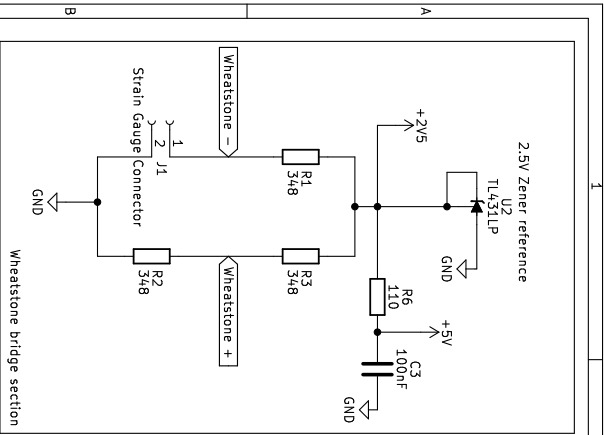 1
A
B
2.5V Zener reference
U2
TL431LP
GND
+2V5
+5V
R6
110
C3
100nF
GND
R1
348
R3
348
Wheatstone -
Wheatstone +
J1
1
2
Strain Gauge Connector
R2
348
GND
Wheatstone bridge section